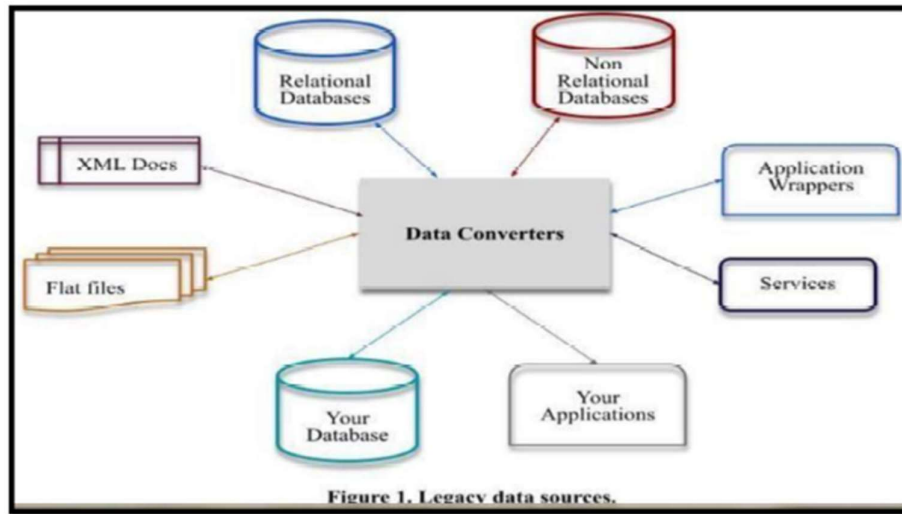 Relational
Databases
Non
Relational
Databases
XML Docs
Application
Wrappers
Data Converters
Flat files
Services
Your
Database
Your
Applications
Figure 1. Legacy data sources.